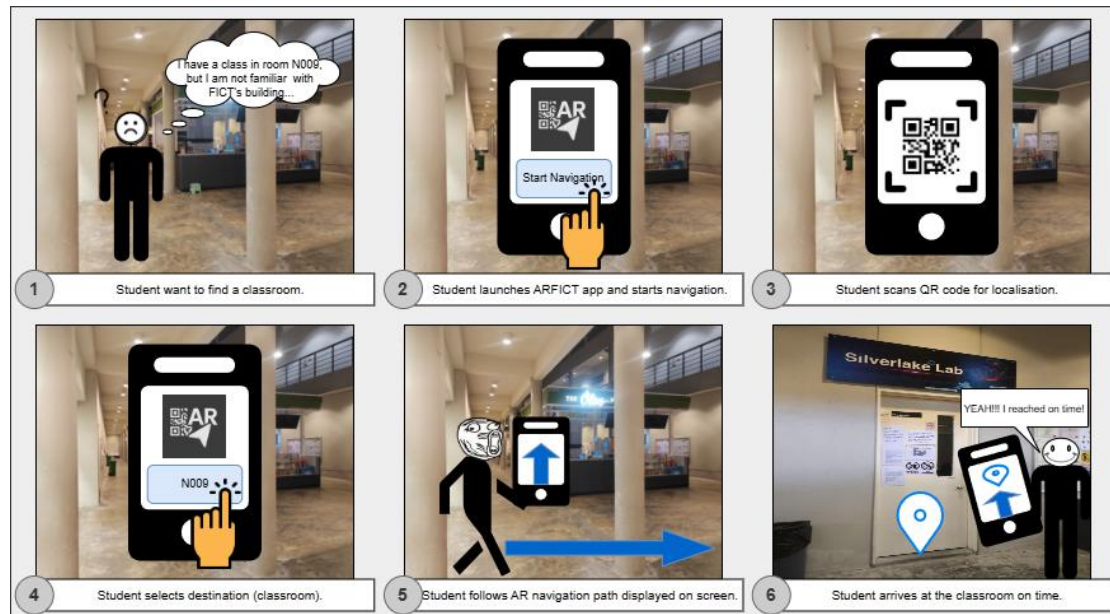 I have a class in room N009,
but I am not familiar with
FICT's building...
?
1
Student want to find a classroom.
AR
Start Navigation
2
Student launches ARFICT app and starts navigation.
3
Student scans QR code for localisation.
AR
N009
4
Student selects destination (classroom).
5
Student follows AR navigation path displayed on screen.
Silverlake Lab
YEAH!!! I reached on time!
6
Student arrives at the classroom on time.